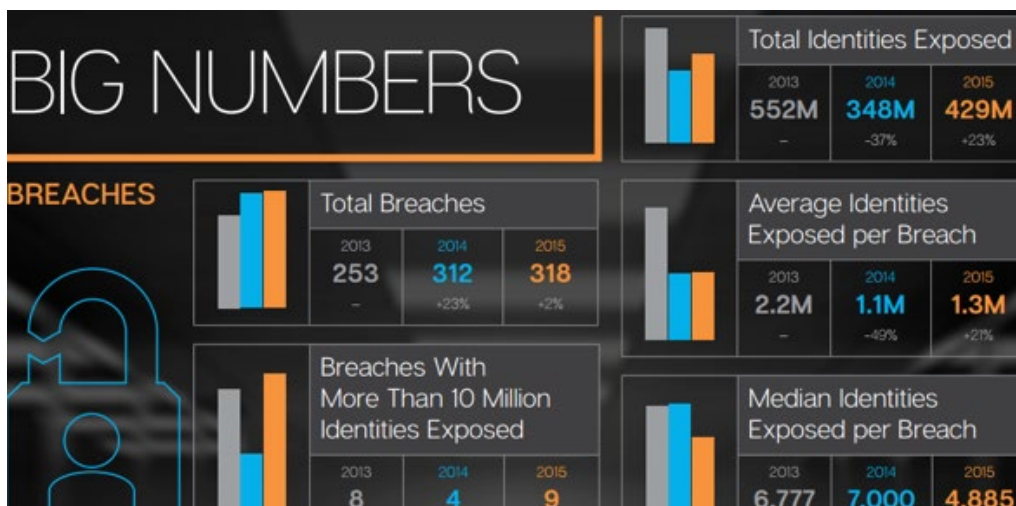 BIG NUMBERS
BREACHES
Total Breaches
2013 2014 2015
253 312 318
– +23% +2%
Breaches With
More Than 10 Million
Identities Exposed
2013 2014 2015
8 4 9
Total Identities Exposed
2013 2014 2015
552M 348M 429M
– -37% +23%
Average Identities
Exposed per Breach
2013 2014 2015
2.2M 1.1M 1.3M
– -49% +21%
Median Identities
Exposed per Breach
2013 2014 2015
6,777 7,000 4,885